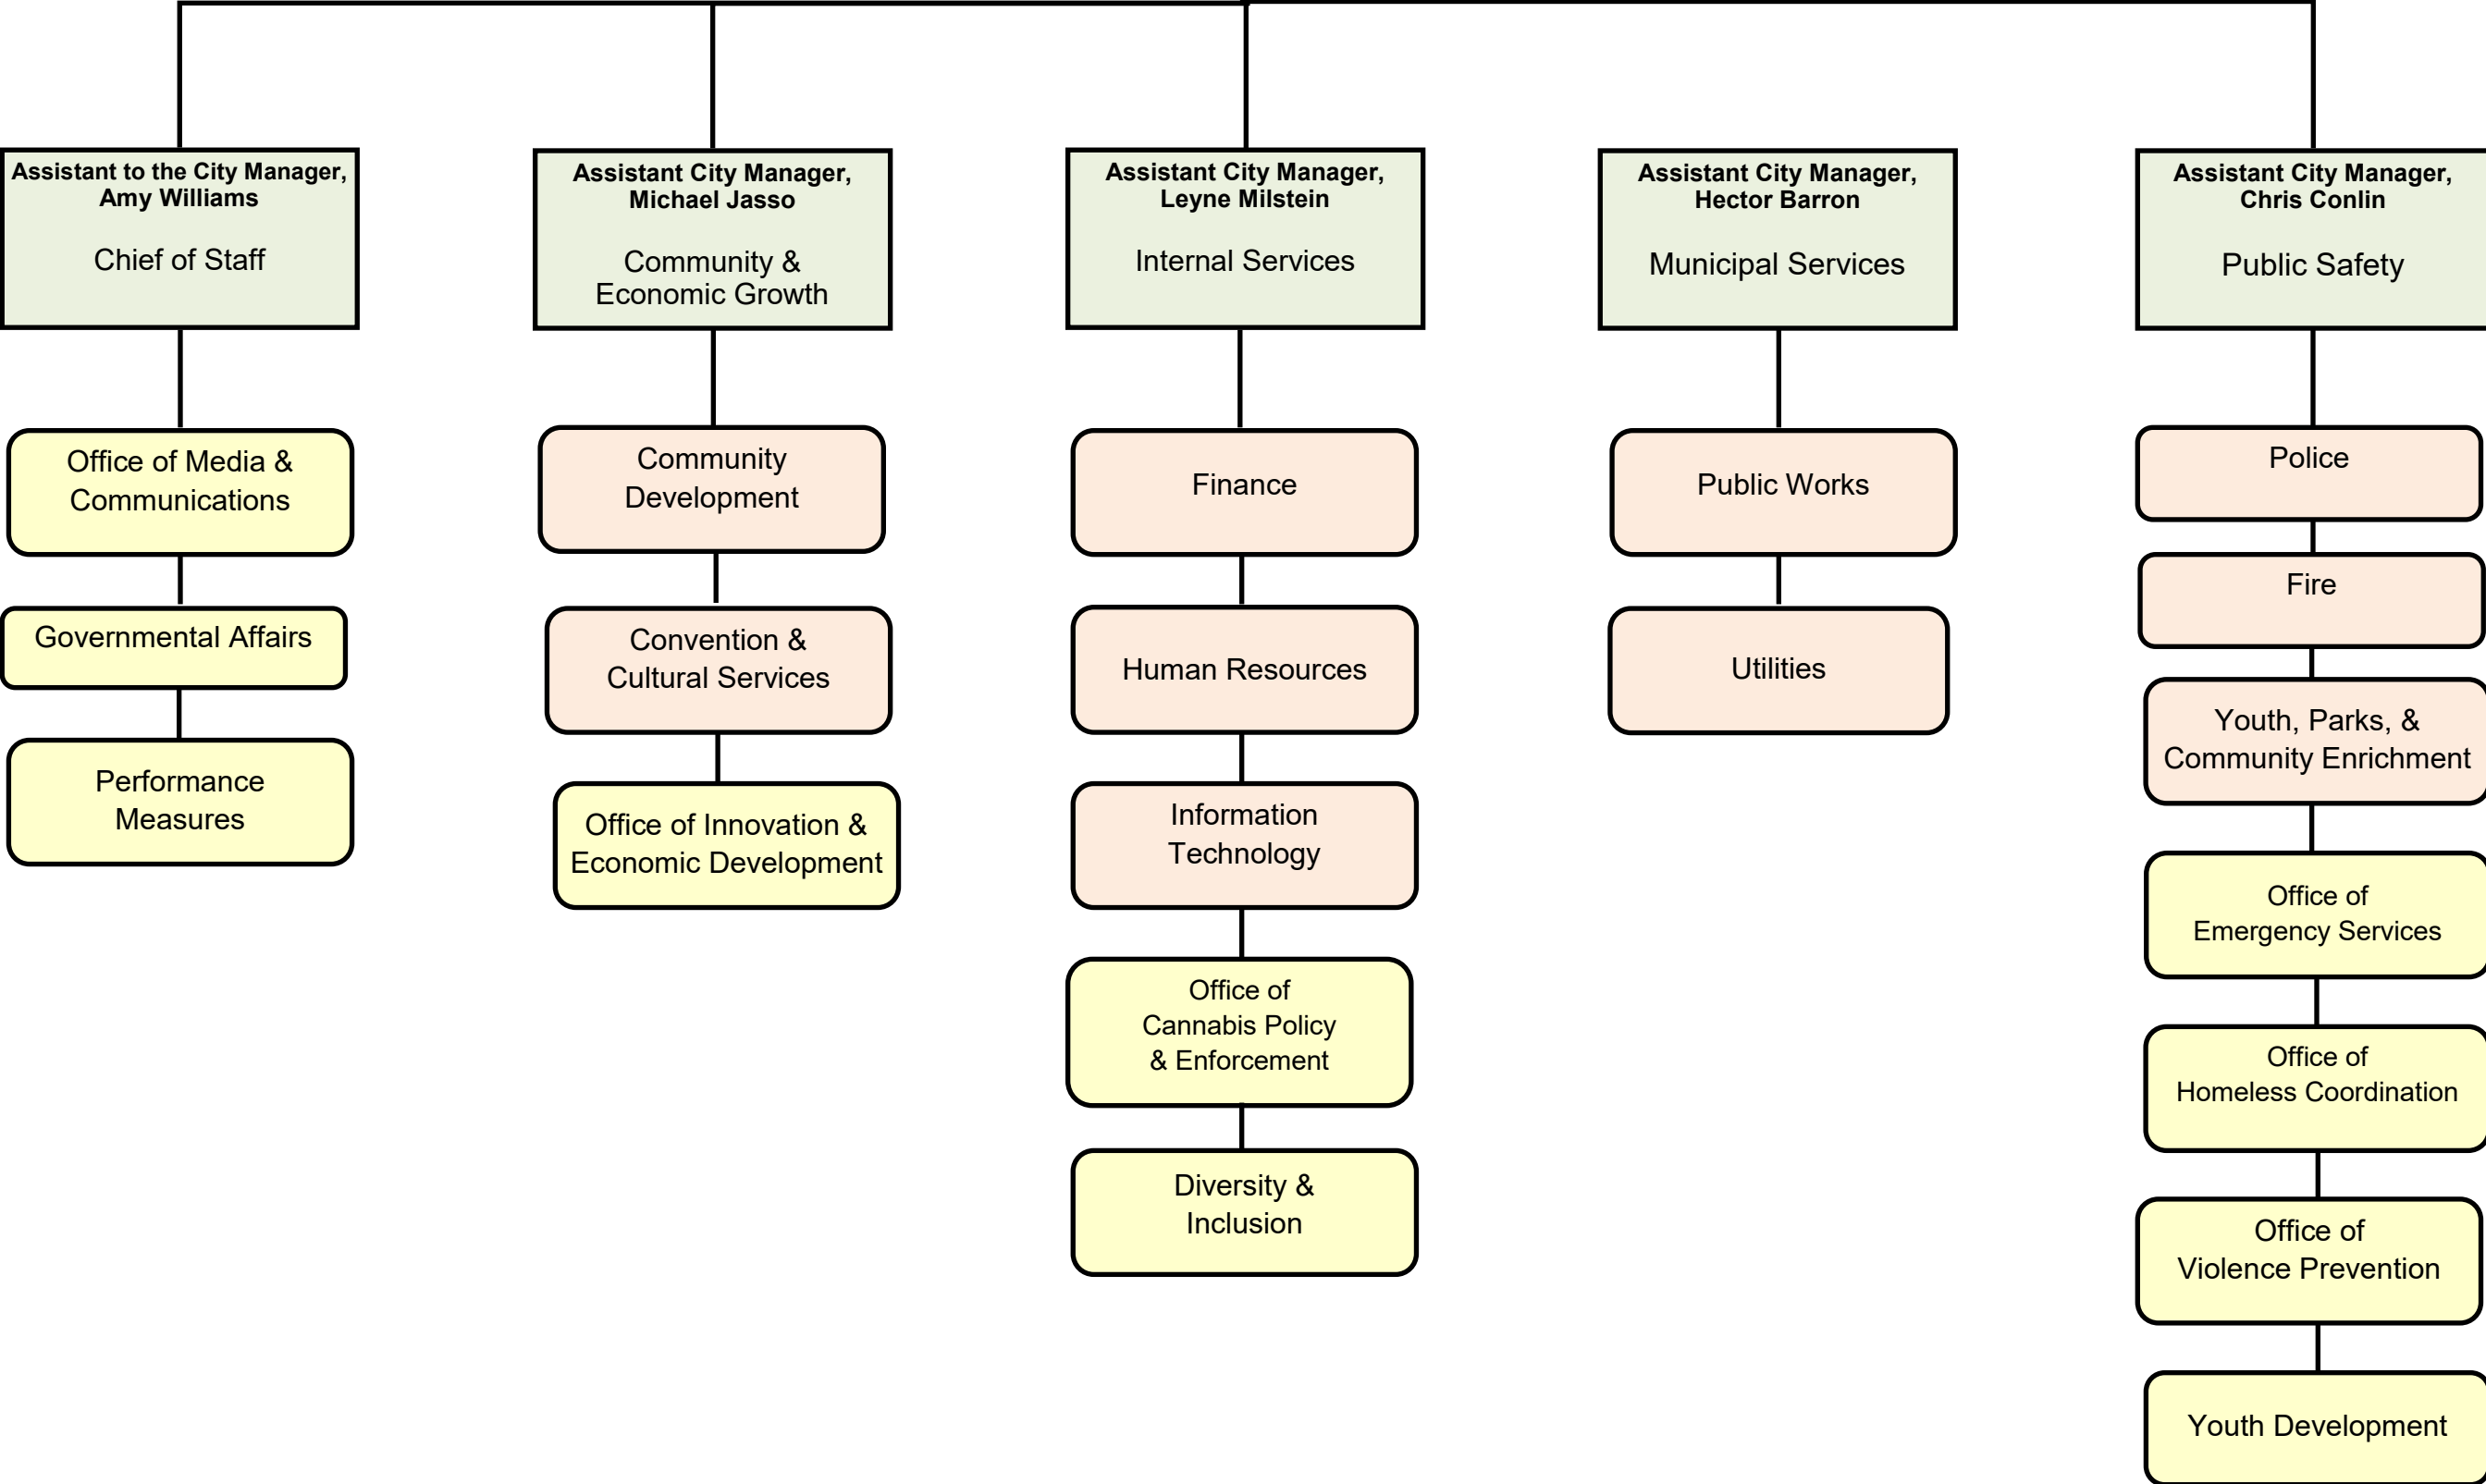 Assistant to the City Manager,
Amy Williams
Chief of Staff
Office of Media &
Communications
Governmental Affairs
Performance
Measures
Assistant City Manager,
Michael Jasso
Community &
Economic Growth
Community
Development
Convention &
Cultural Services
Office of Innovation &
Economic Development
Assistant City Manager,
Leyne Milstein
Internal Services
Finance
Human Resources
Information
Technology
Office of
Cannabis Policy
& Enforcement
Diversity &
Inclusion
Assistant City Manager,
Hector Barron
Municipal Services
Public Works
Utilities
Assistant City Manager,
Chris Conlin
Public Safety
Police
Fire
Youth, Parks, &
Community Enrichment
Office of
Emergency Services
Office of
Homeless Coordination
Office of
Violence Prevention
Youth Development